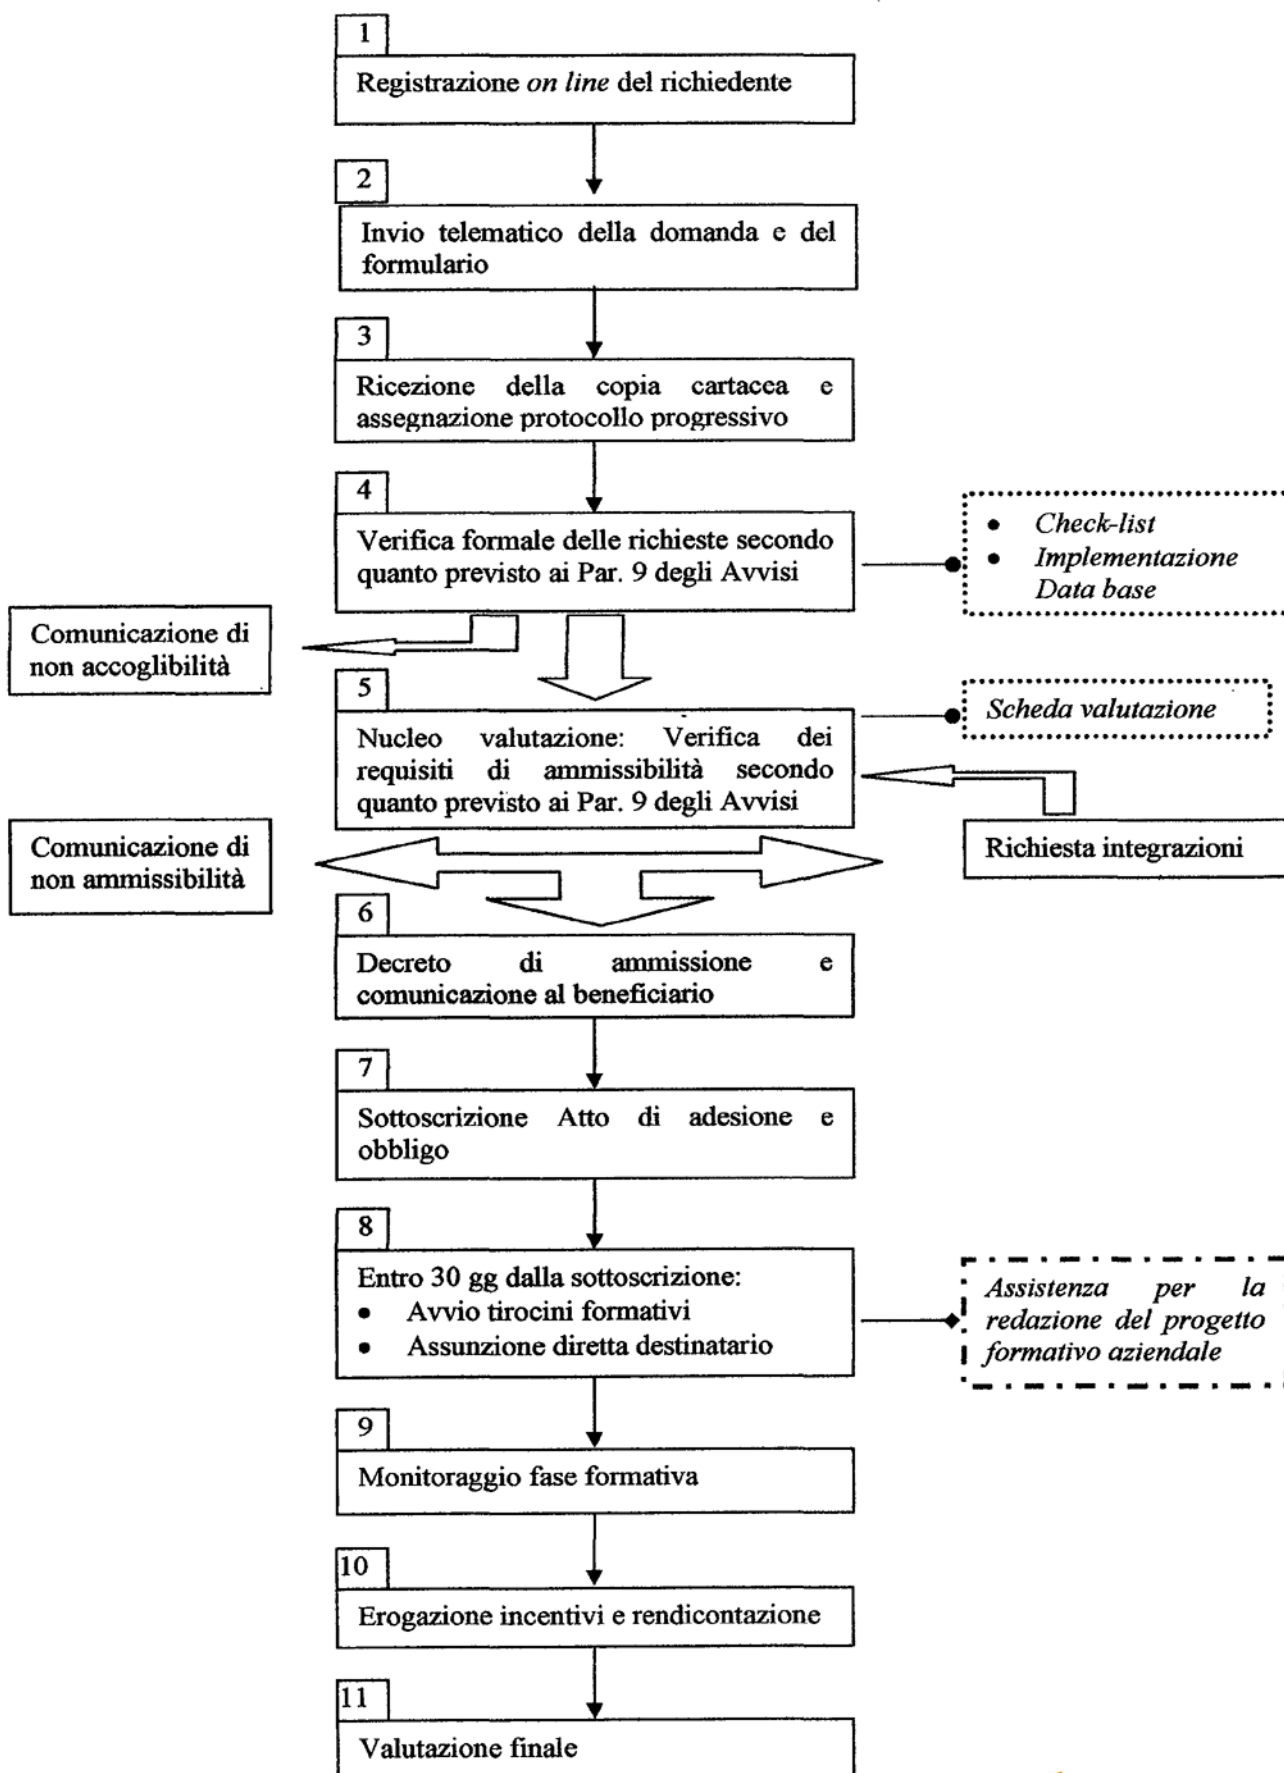 1
Registrazione on line del richiedente
2
Invio telematico della domanda e del
formulario
3
Ricezione della copia cartacea e
assegnazione protocollo progressivo
4
Verifica formale delle richieste secondo
quanto previsto ai Par. 9 degli Avvisi
• Check-list
• Implementazione
Data base
Comunicazione di
non accoglibilità
5
Nucleo valutazione: Verifica dei
requisiti di ammissibilità secondo
quanto previsto ai Par. 9 degli Avvisi
Scheda valutazione
Comunicazione di
non ammissibilità
Richiesta integrazioni
6
Decreto di ammissione e
comunicazione al beneficiario
7
Sottoscrizione Atto di adesione e
obbligo
8
Entro 30 gg dalla sottoscrizione:
• Avvio tirocini formativi
• Assunzione diretta destinatario
Assistenza per la
redazione del progetto
formativo aziendale
9
Monitoraggio fase formativa
10
Erogazione incentivi e rendicontazione
11
Valutazione finale